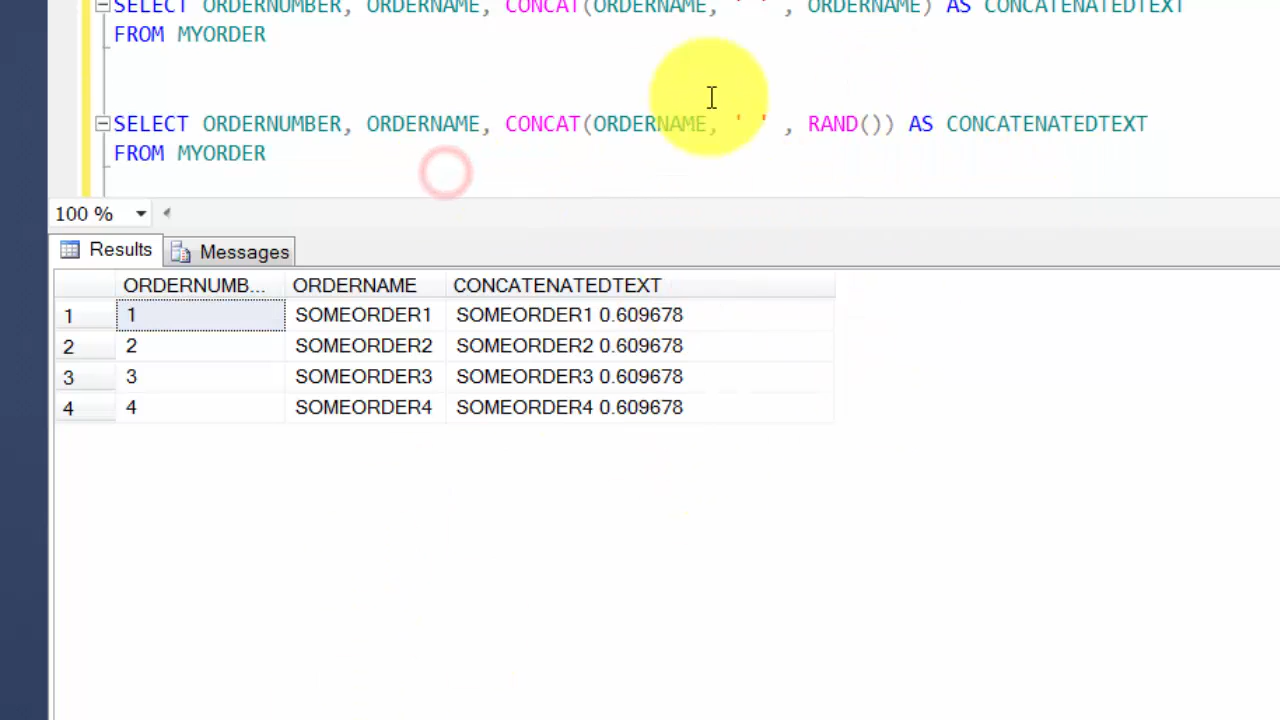 SELECT ORDERNUMBER, ORDERNAME, CONCAT(ORDERNAME, ' ' , ORDERNAME) AS CONCATENATEDTEXT
FROM MYORDER
SELECT ORDERNUMBER, ORDERNAME, CONCAT(ORDERNAME, ' ' , RAND()) AS CONCATENATEDTEXT
FROM MYORDER
100 %
Results Messages
ORDERNUMB... ORDERNAME CONCATENATEDTEXT
1 1 SOMEORDER1 SOMEORDER1 0.609678
2 2 SOMEORDER2 SOMEORDER2 0.609678
3 3 SOMEORDER3 SOMEORDER3 0.609678
4 4 SOMEORDER4 SOMEORDER4 0.609678